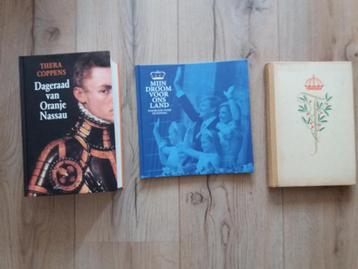 THERA
COPPENS
Dageraad
van
Oranje
Nassau
MIJN
DROOM
VOOR
ONS
LAND